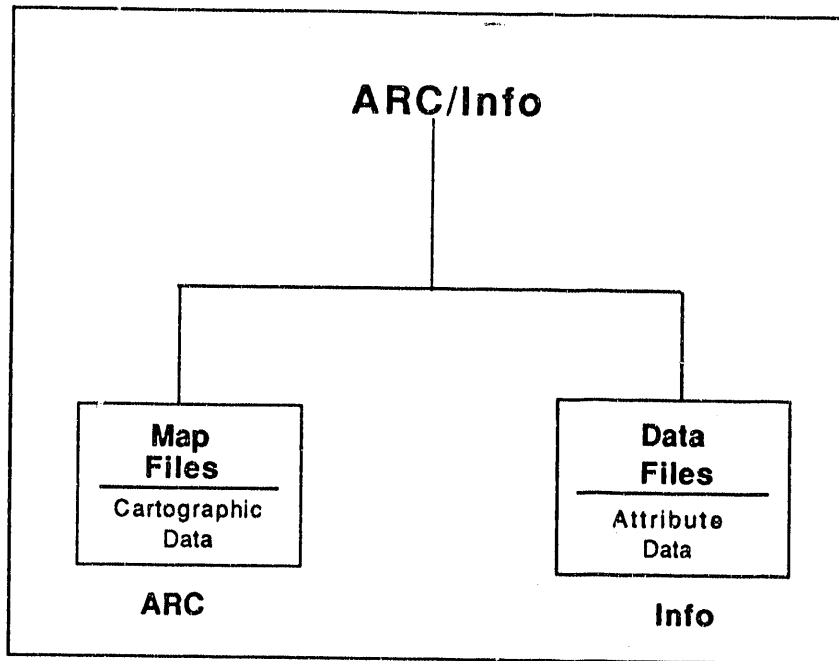 ARC/Info
Map
Files
Cartographic
Data
ARC
Data
Files
Attribute
Data
Info